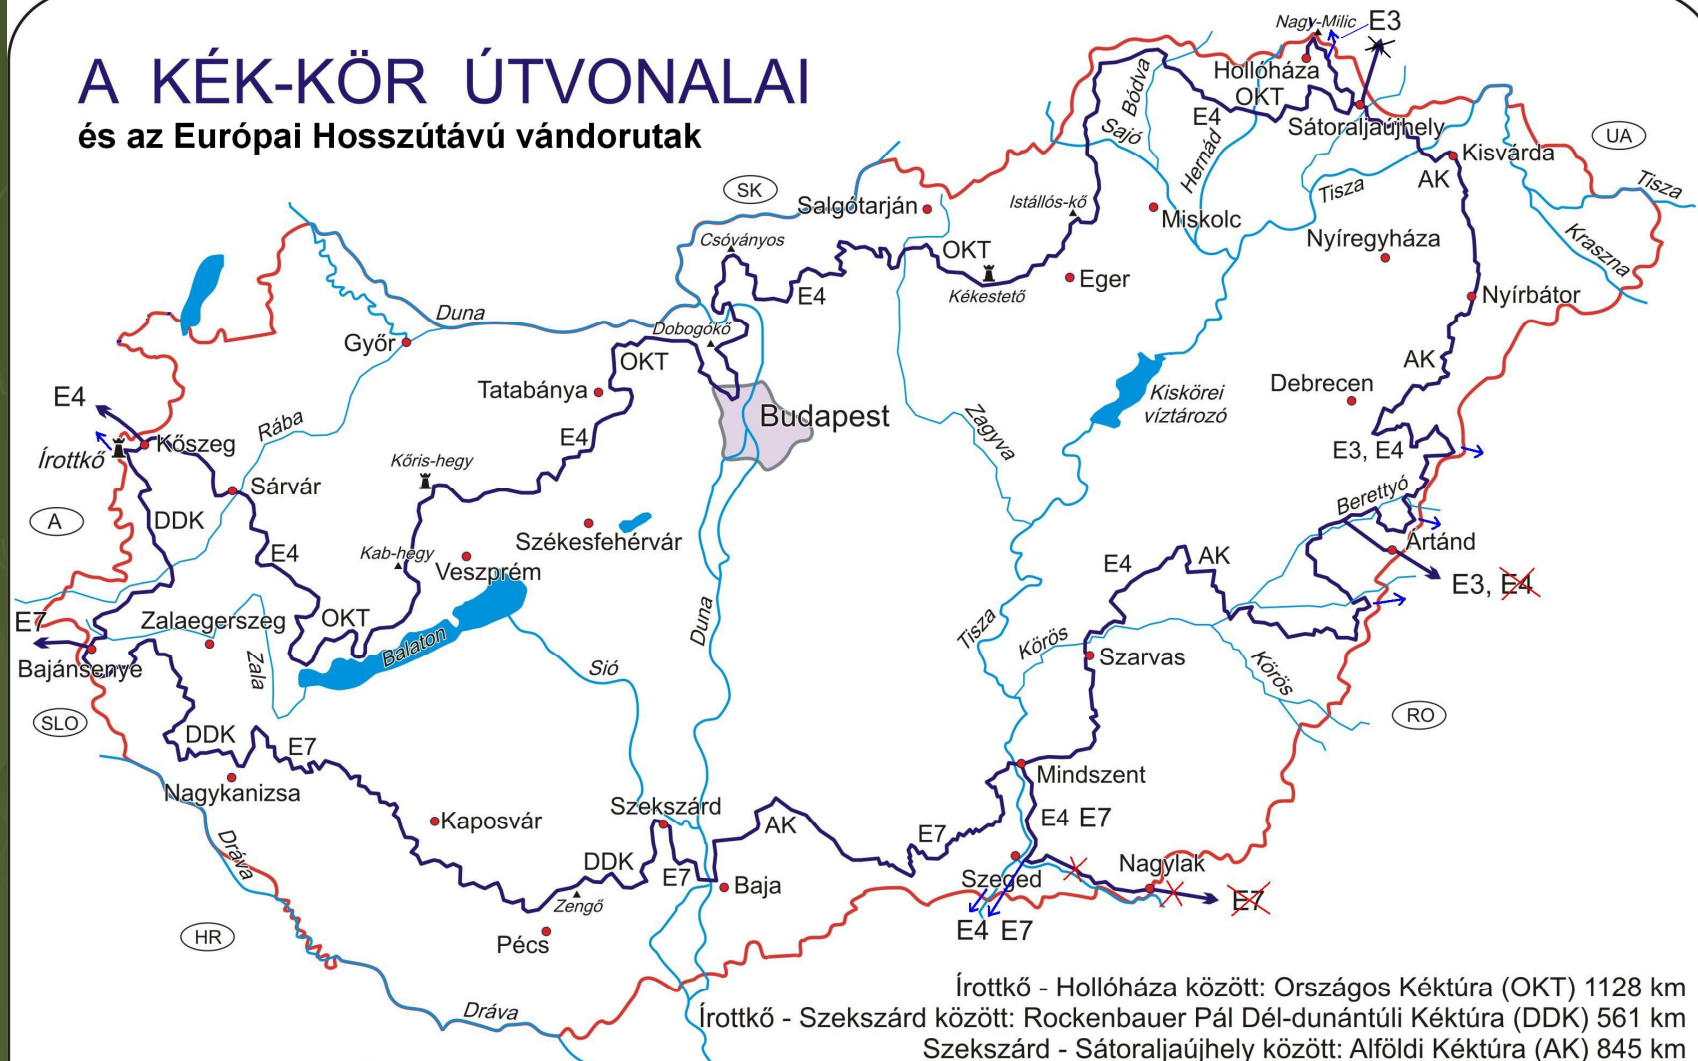 A KÉK-KÖR ÚTVONALAI
és az Európai Hosszútávú vándorutak
Nagy-Milic
E3
Hollóháza
OKT
Bódva
E4
Sajó
Hernád
Sátoraljaújhely
UA
Kisvárda
AK
Tisza
Tisza
SK
Salgótarján
Istállós-kő
Miskolc
Nyíregyháza
Kraszna
Csóványos
OKT
Eger
Kékestető
E4
Nyírbátor
Duna
Dobogókő
Győr
OKT
AK
Tatabánya
Debrecen
Kiskörei
víztározó
Budapest
E4
Rába
Zagyva
E4
Kőszeg
Írottkő
Kőris-hegy
E3, E4
Sárvár
Berettyó
A
DDK
Székesfehérvár
Ártánd
E4
Kab-hegy
Veszprém
E4
AK
E3, E4
E7
Zalaegerszeg
OKT
Balaton
Duna
Tisza
Körös
Szarvas
Körös
Bajánsenye
Zala
Sió
SLO
RO
DDK
E7
Nagykanizsa
Mindszent
Szekszárd
Kaposvár
AK
E7
E4 E7
Dráva
DDK
E7
Baja
Szeged
Nagylak
E7
Zengő
HR
Pécs
E4 E7
Dráva
Írottkő - Hollóháza között: Országos Kéktúra (OKT) 1128 km
Írottkő - Szekszárd között: Rockenbauer Pál Dél-dunántúli Kéktúra (DDK) 561 km
Szekszárd - Sátoraljaújhely között: Alföldi Kéktúra (AK) 845 km